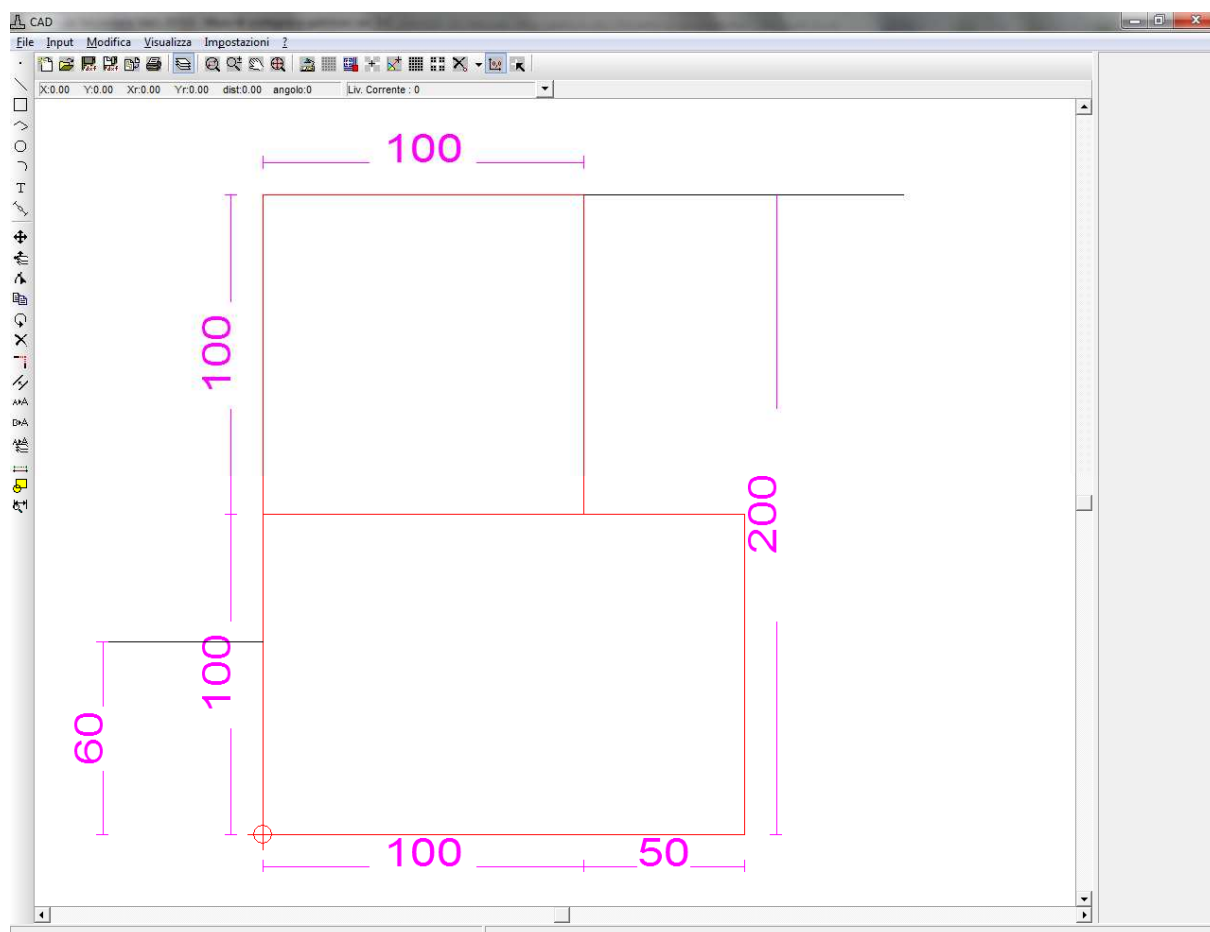 CAD
File Input Modifica Visualizza Impostazioni ?
X:0.00 Y:0.00 Xr:0.00 Yr:0.00 dist:0.00 angolo:0 Liv. Corrente : 0
T
100
100
200
100
60
100 50